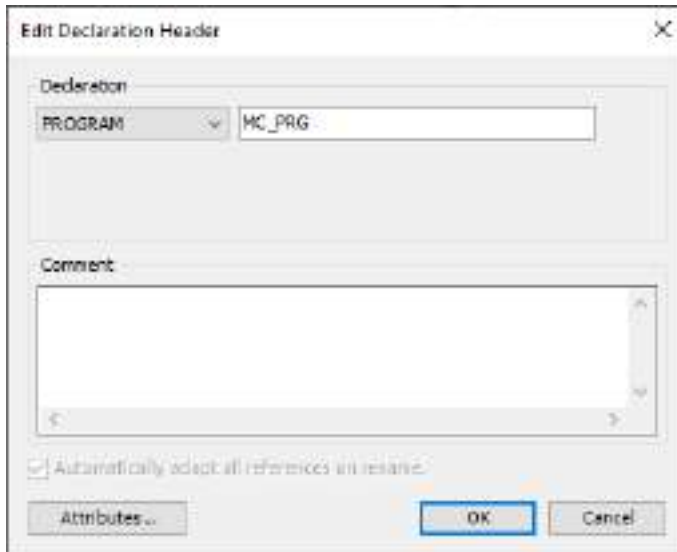 Edit Declaration Header
Declaration
PROGRAM
MC_PRG
Comment
Automatically adapt all references on rename.
Attributes...
OK
Cancel